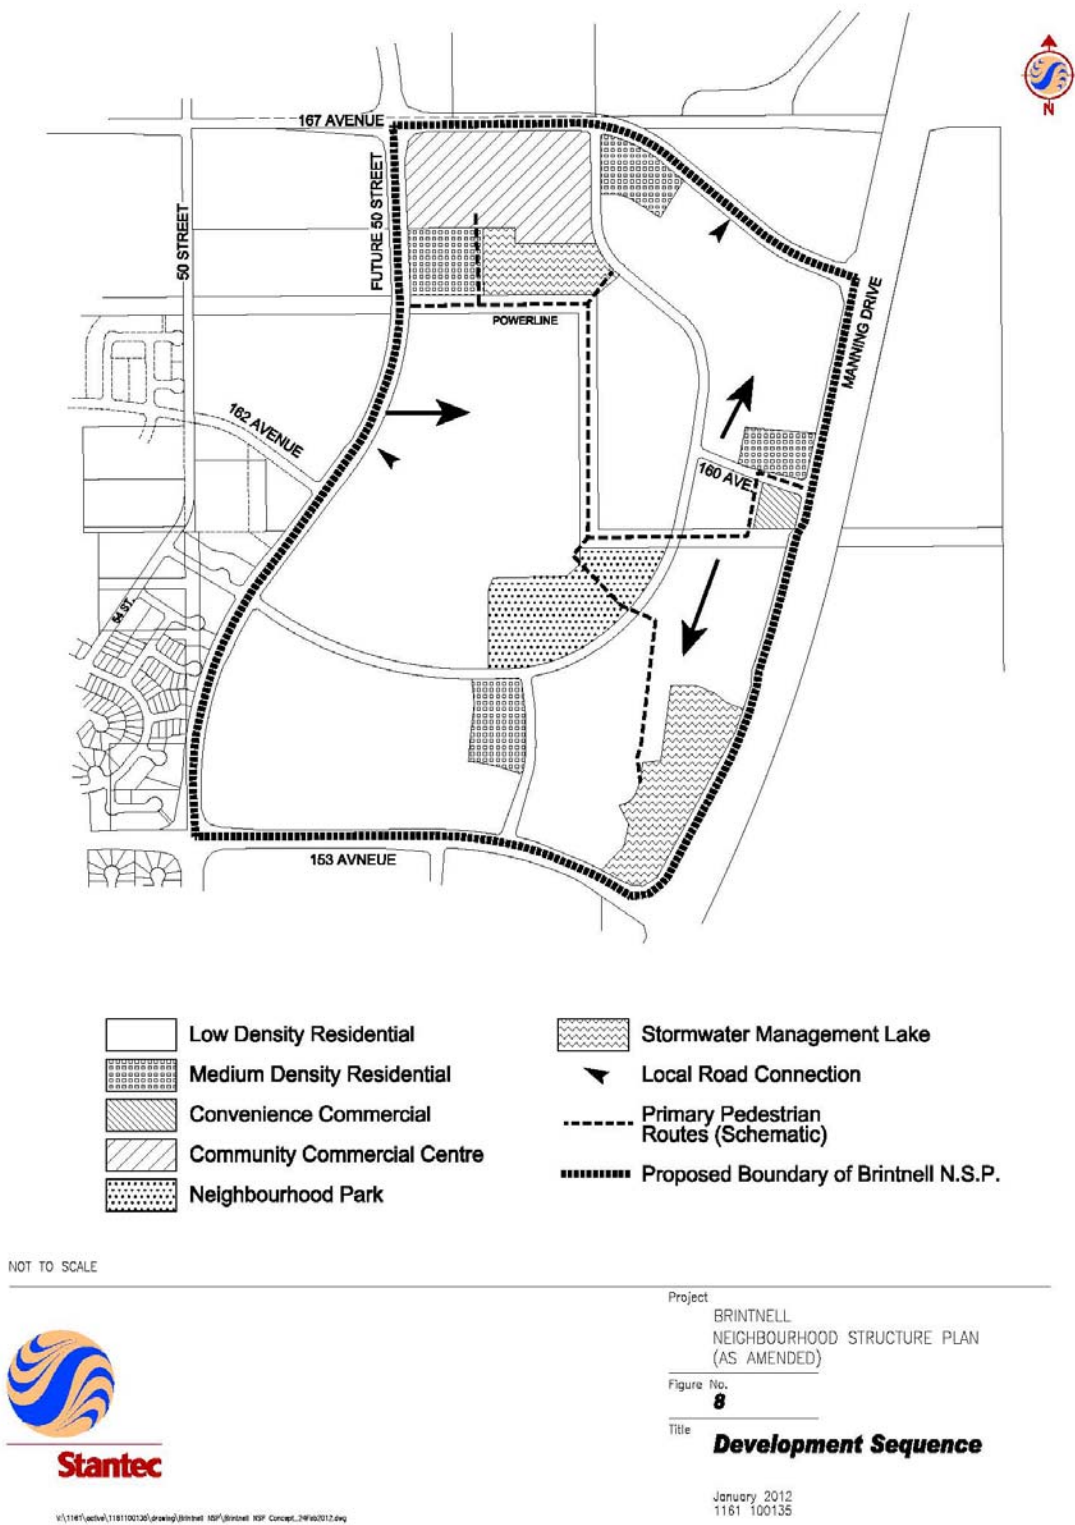 N
167 AVENUE
FUTURE 50 STREET
50 STREET
MANNING DRIVE
POWERLINE
162 AVENUE
160 AVE.
64 ST.
153 AVNEUE
Low Density Residential
Medium Density Residential
Convenience Commercial
Community Commercial Centre
Neighbourhood Park
Stormwater Management Lake
Local Road Connection
Primary Pedestrian
Routes (Schematic)
Proposed Boundary of Brintnell N.S.P.
NOT TO SCALE
Stantec
Project
BRINTNELL
NEIGHBOURHOOD STRUCTURE PLAN
(AS AMENDED)
Figure No.
8
Title
Development Sequence
January 2012
1161 100135